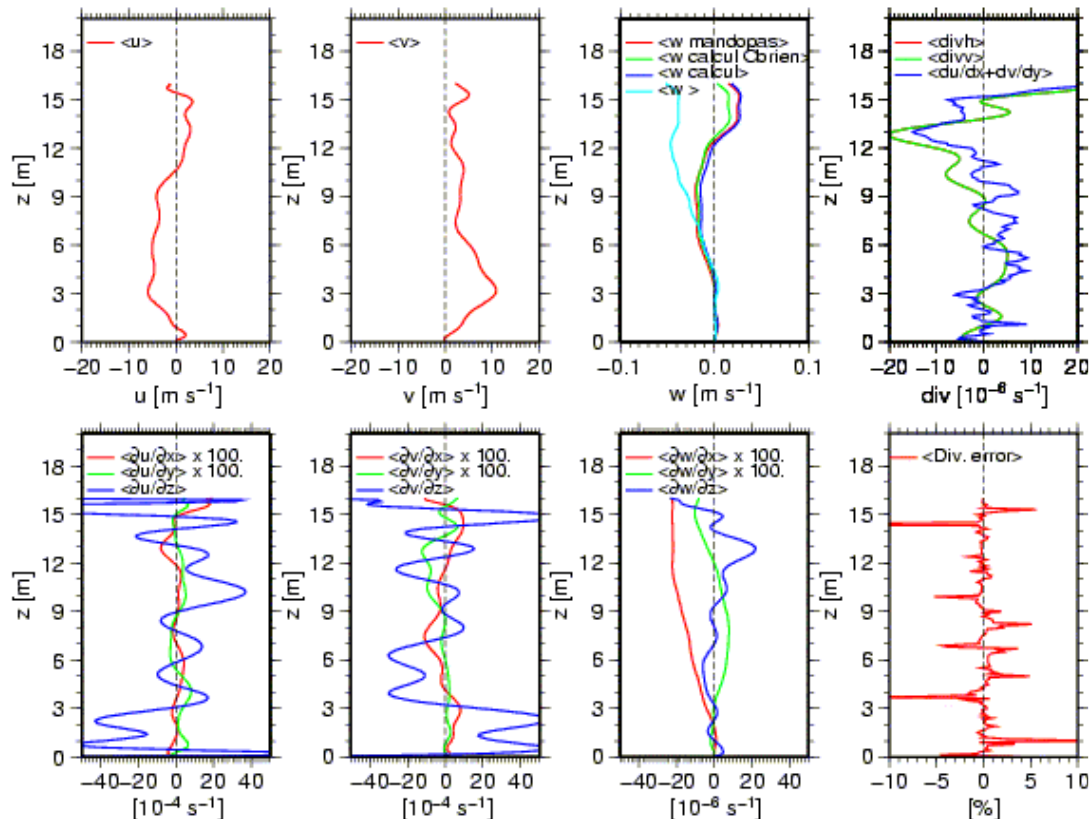 <u>
<v>
<w mandopas>
<w calcul Obrien>
<w calcul>
<w >
<divh>
<divv>
<du/dx+dv/dy>
18
15
12
9
6
3
0
z [m]
−20 −10 0 10 20
u [m s⁻¹]
18
15
12
9
6
3
0
z [m]
−20 −10 0 10 20
v [m s⁻¹]
18
15
12
9
6
3
0
z [m]
−0.1 0.0 0.1
w [m s⁻¹]
18
15
12
9
6
3
0
z [m]
−20 −10 0 10 20
div [10⁻⁶ s⁻¹]
<∂u/∂x> x 100.
<∂u/∂y> x 100.
<∂u/∂z>
18
15
12
9
6
3
0
z [m]
−40 −20 0 20 40
[10⁻⁴ s⁻¹]
<∂v/∂x> x 100.
<∂v/∂y> x 100.
<∂v/∂z>
18
15
12
9
6
3
0
z [m]
−40 −20 0 20 40
[10⁻⁴ s⁻¹]
<∂w/∂x> x 100.
<∂w/∂y> x 100.
<∂w/∂z>
18
15
12
9
6
3
0
z [m]
−40 −20 0 20 40
[10⁻⁶ s⁻¹]
<Div. error>
18
15
12
9
6
3
0
z [m]
−10 −5 0 5 10
[%]